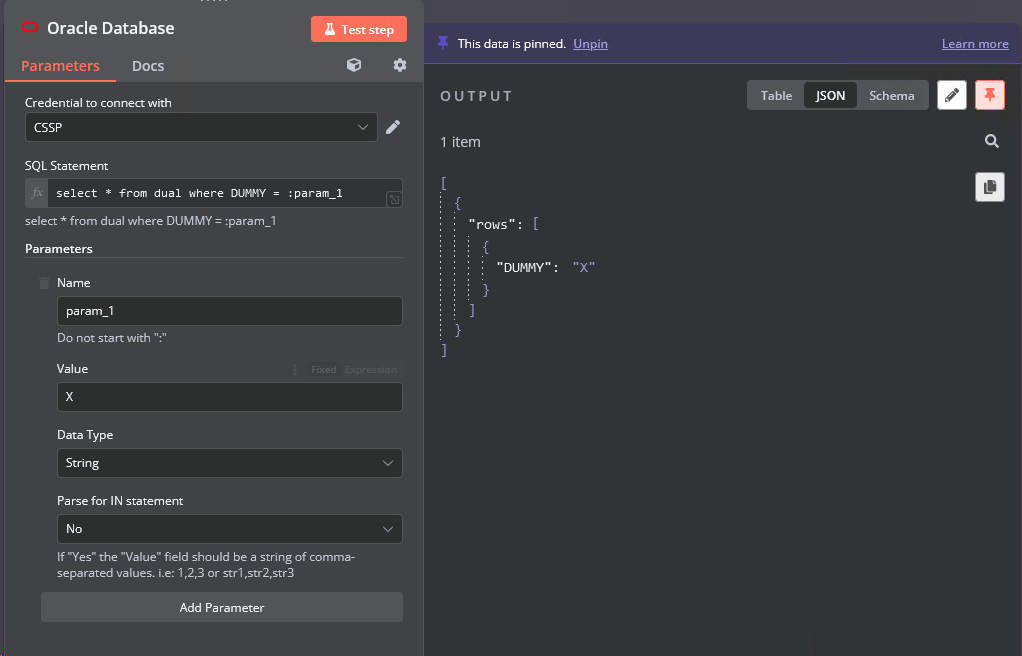 Oracle Database
Test step
Parameters
Docs
Credential to connect with
CSSP
SQL Statement
fx
select * from dual where DUMMY = :param_1
select * from dual where DUMMY = :param_1
Parameters
Name
param_1
Do not start with ":"
Value
Fixed
Expression
X
Data Type
String
Parse for IN statement
No
If "Yes" the "Value" field should be a string of comma-
separated values. i.e: 1,2,3 or str1,str2,str3
Add Parameter
This data is pinned. Unpin
Learn more
OUTPUT
Table
JSON
Schema
1 item
[
{
"rows": [
{
"DUMMY": "X"
}
]
}
]